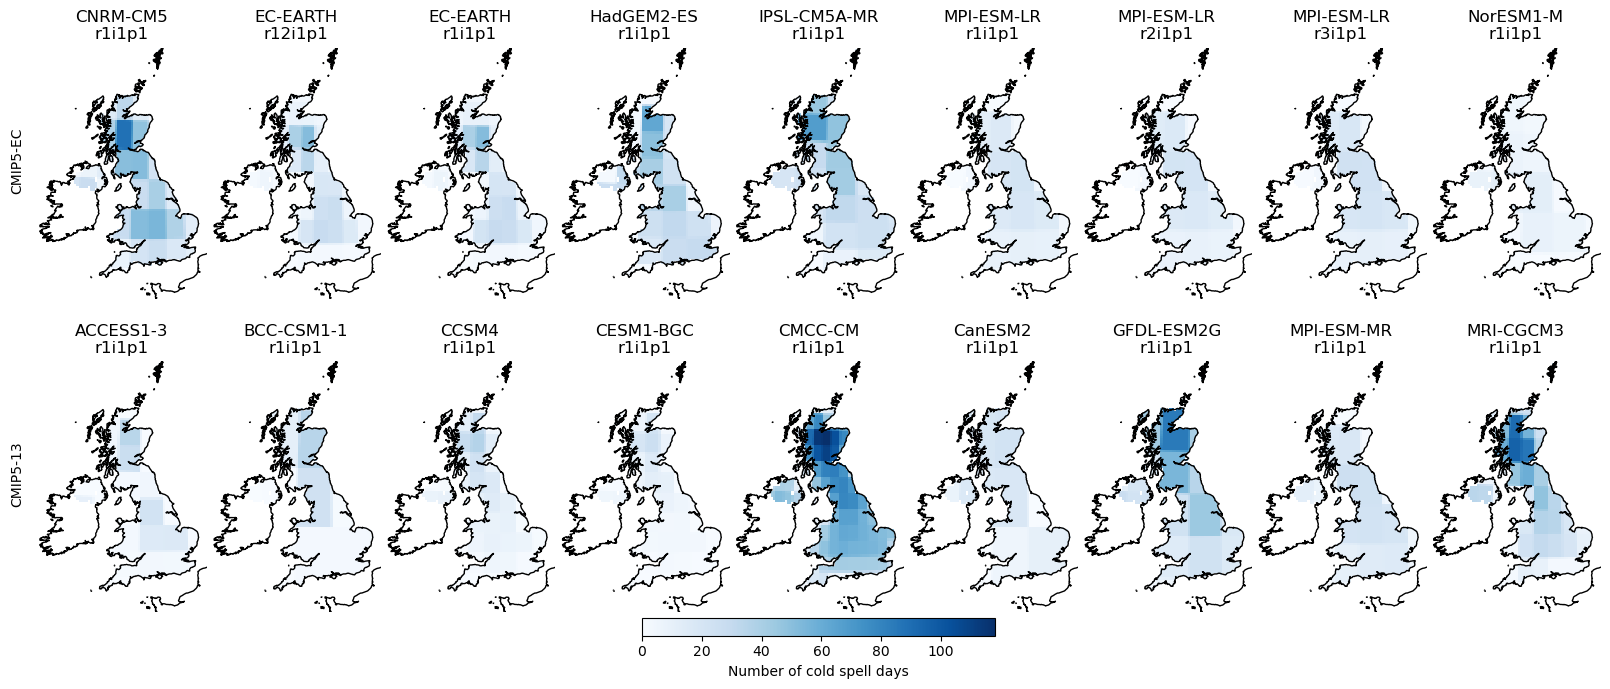 CNRM-CM5
r1i1p1
EC-EARTH
r12i1p1
EC-EARTH
r1i1p1
HadGEM2-ES
r1i1p1
IPSL-CM5A-MR
r1i1p1
MPI-ESM-LR
r1i1p1
MPI-ESM-LR
r2i1p1
MPI-ESM-LR
r3i1p1
NorESM1-M
r1i1p1
CMIP5-EC
ACCESS1-3
r1i1p1
BCC-CSM1-1
r1i1p1
CCSM4
r1i1p1
CESM1-BGC
r1i1p1
CMCC-CM
r1i1p1
CanESM2
r1i1p1
GFDL-ESM2G
r1i1p1
MPI-ESM-MR
r1i1p1
MRI-CGCM3
r1i1p1
CMIP5-13
0 20 40 60 80 100
Number of cold spell days